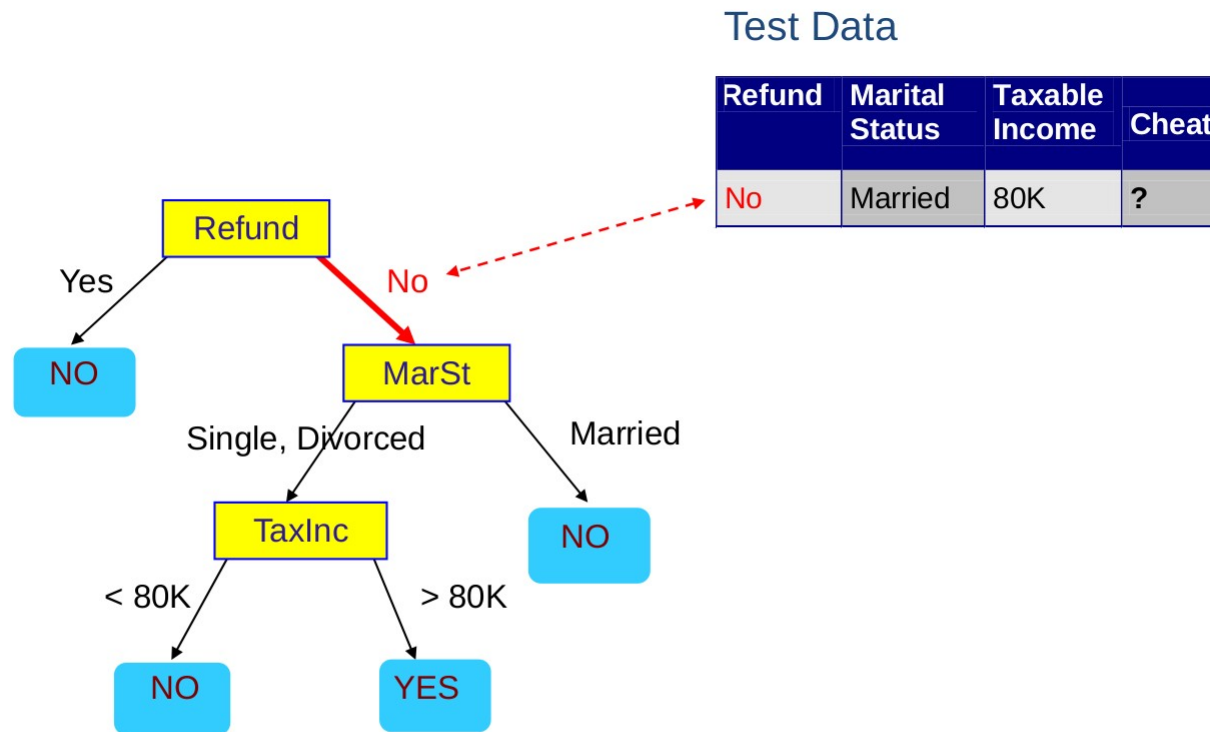 Test Data
Refund Marital Status Taxable Income Cheat
No Married 80K ?
Refund
Yes No
NO
MarSt
Single, Divorced Married
TaxInc
NO
< 80K > 80K
NO YES